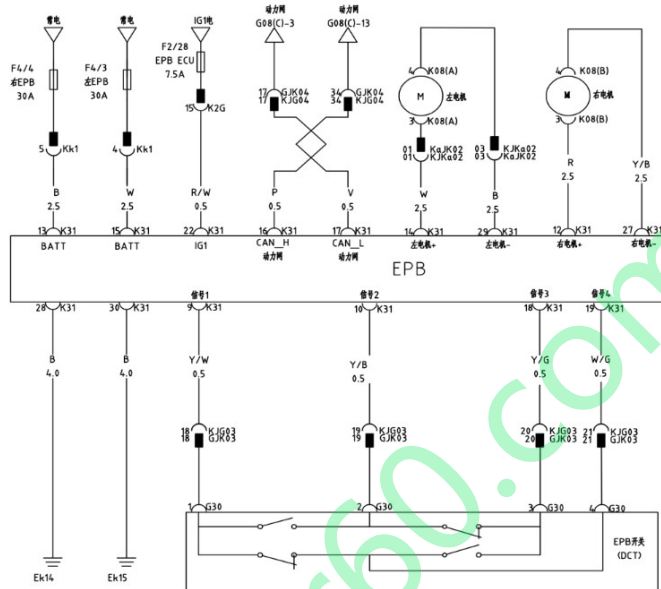 常电
常电
IG1电
动力网
G08(C)-3
动力网
G08(C)-13
F4/4
右EPB
30A
F4/3
左EPB
30A
F2/28
EPB ECU
7.5A
17 GJK04
17 KJG04
34 GJK04
34 KJG04
4 K08(A)
M 左电机
3 K08(A)
4 K08(B)
M 右电机
3 K08(B)
15 K2G
5 Kk1
4 Kk1
01 KaJK02
01 KJKa02
03 KJKa02
03 KaJK02
B
2.5
W
2.5
R/W
0.5
P
0.5
V
0.5
W
2.5
B
2.5
R
2.5
Y/B
2.5
13 K31
15 K31
22 K31
16 K31
17 K31
14 K31
29 K31
12 K31
27 K31
BATT
BATT
IG1
CAN_H
动力网
CAN_L
动力网
左电机+
左电机-
右电机+
右电机-
EPB
信号1
信号2
信号3
信号4
28 K31
30 K31
9 K31
10 K31
18 K31
19 K31
B
4.0
B
4.0
Y/W
0.5
Y/B
0.5
Y/G
0.5
W/G
0.5
18 KJG03
18 GJK03
19 KJG03
19 GJK03
20 KJG03
20 GJK03
21 KJG03
21 GJK03
1 G30
2 G30
3 G30
4 G30
EPB开关
(DCT)
Ek14
Ek15